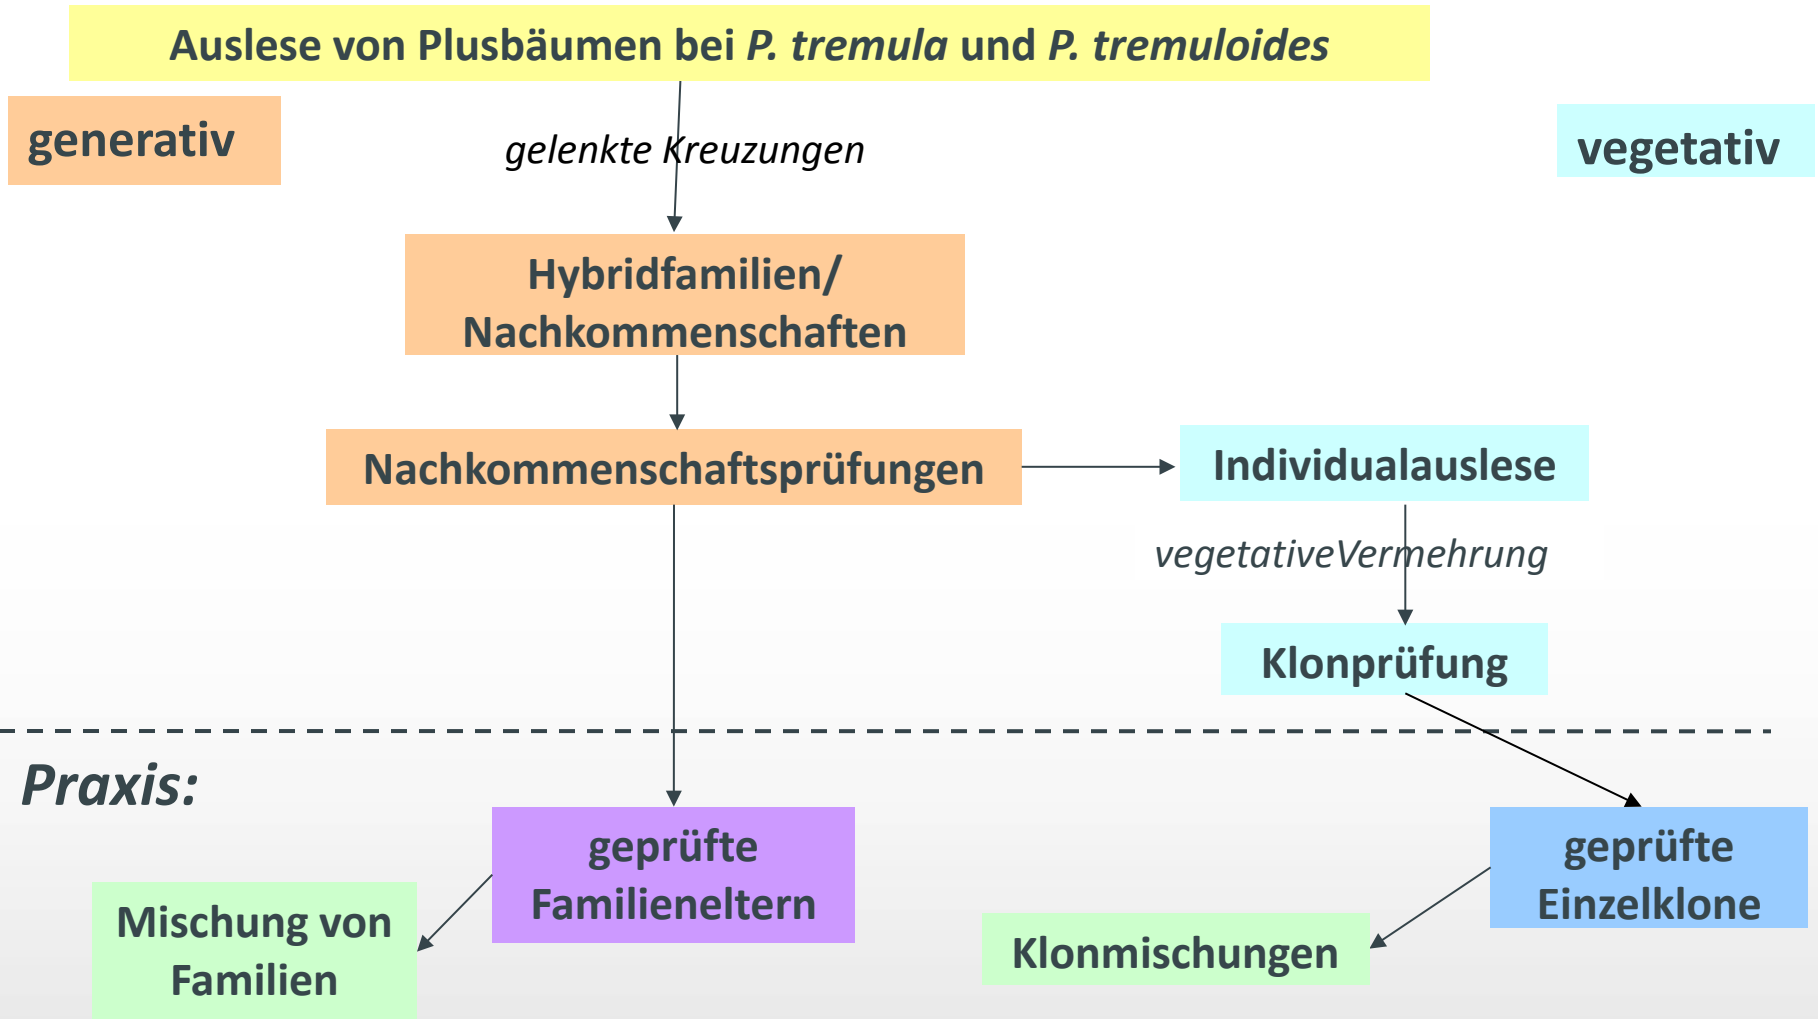 Auslese von Plusbäumen bei P. tremula und P. tremuloides
generativ
gelenkte Kreuzungen
vegetativ
Hybridfamilien/
Nachkommenschaften
Nachkommenschaftsprüfungen
Individualauslese
vegetativeVermehrung
Klonprüfung
Praxis:
geprüfte
Familieneltern
geprüfte
Einzelklone
Mischung von
Familien
Klonmischungen